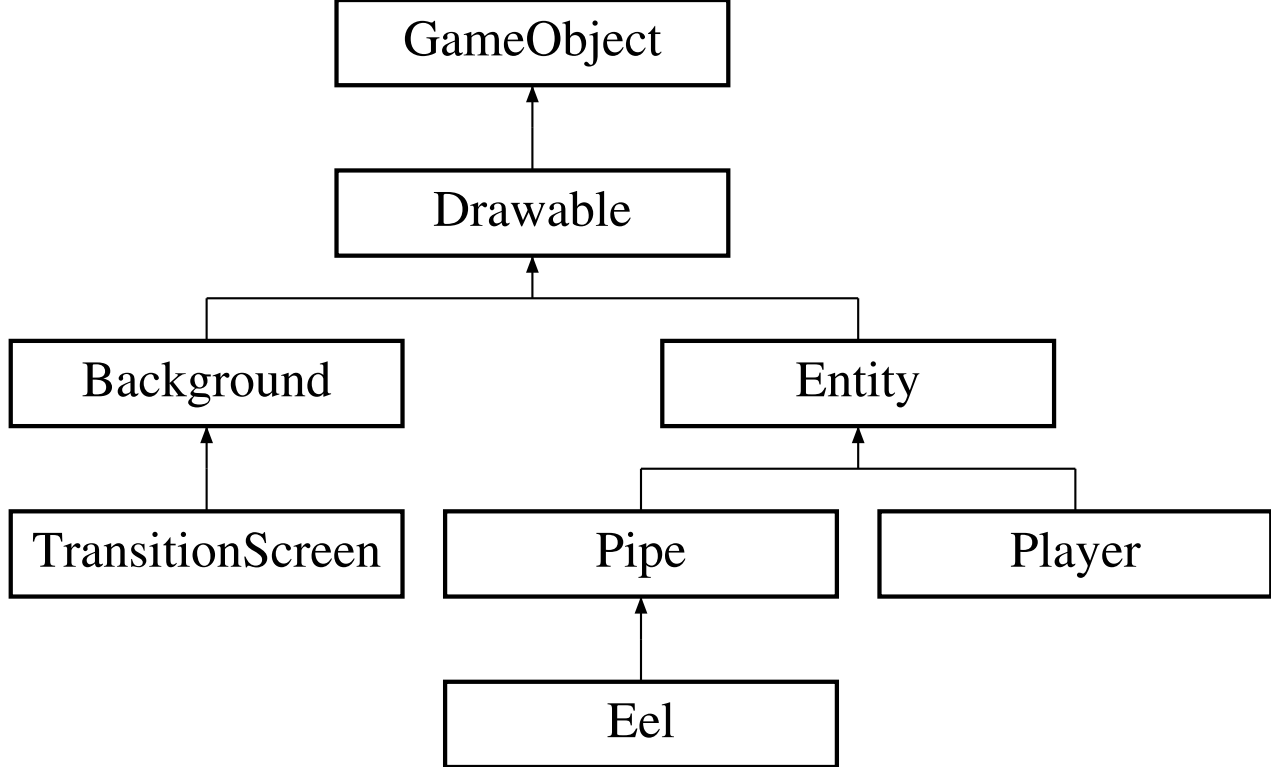 GameObject
Drawable
Background
Entity
TransitionScreen
Pipe
Player
Eel